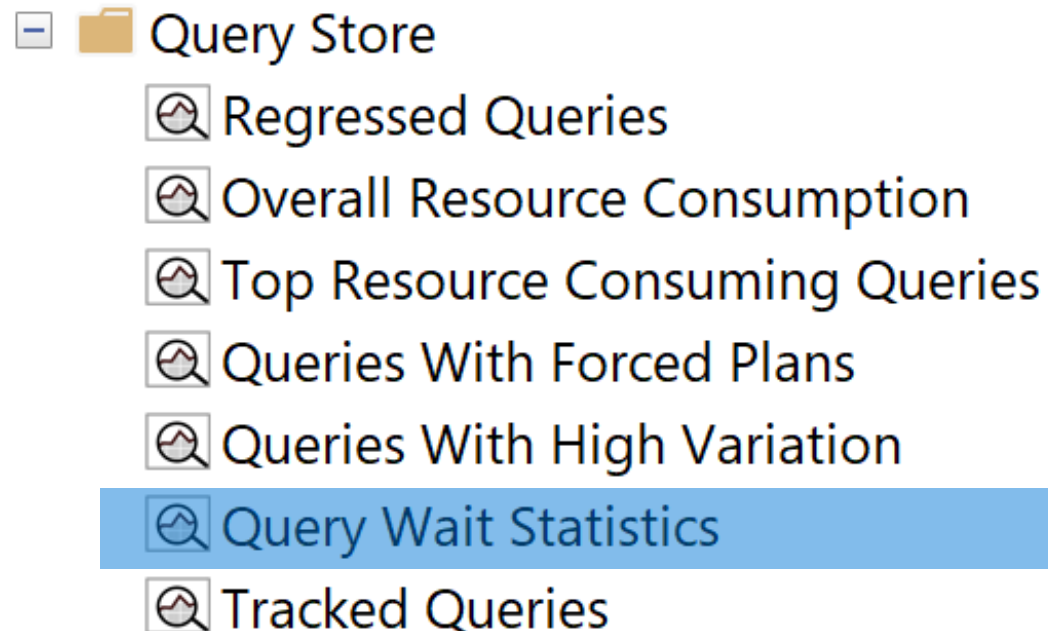 Query Store
Regressed Queries
Overall Resource Consumption
Top Resource Consuming Queries
Queries With Forced Plans
Queries With High Variation
Query Wait Statistics
Tracked Queries